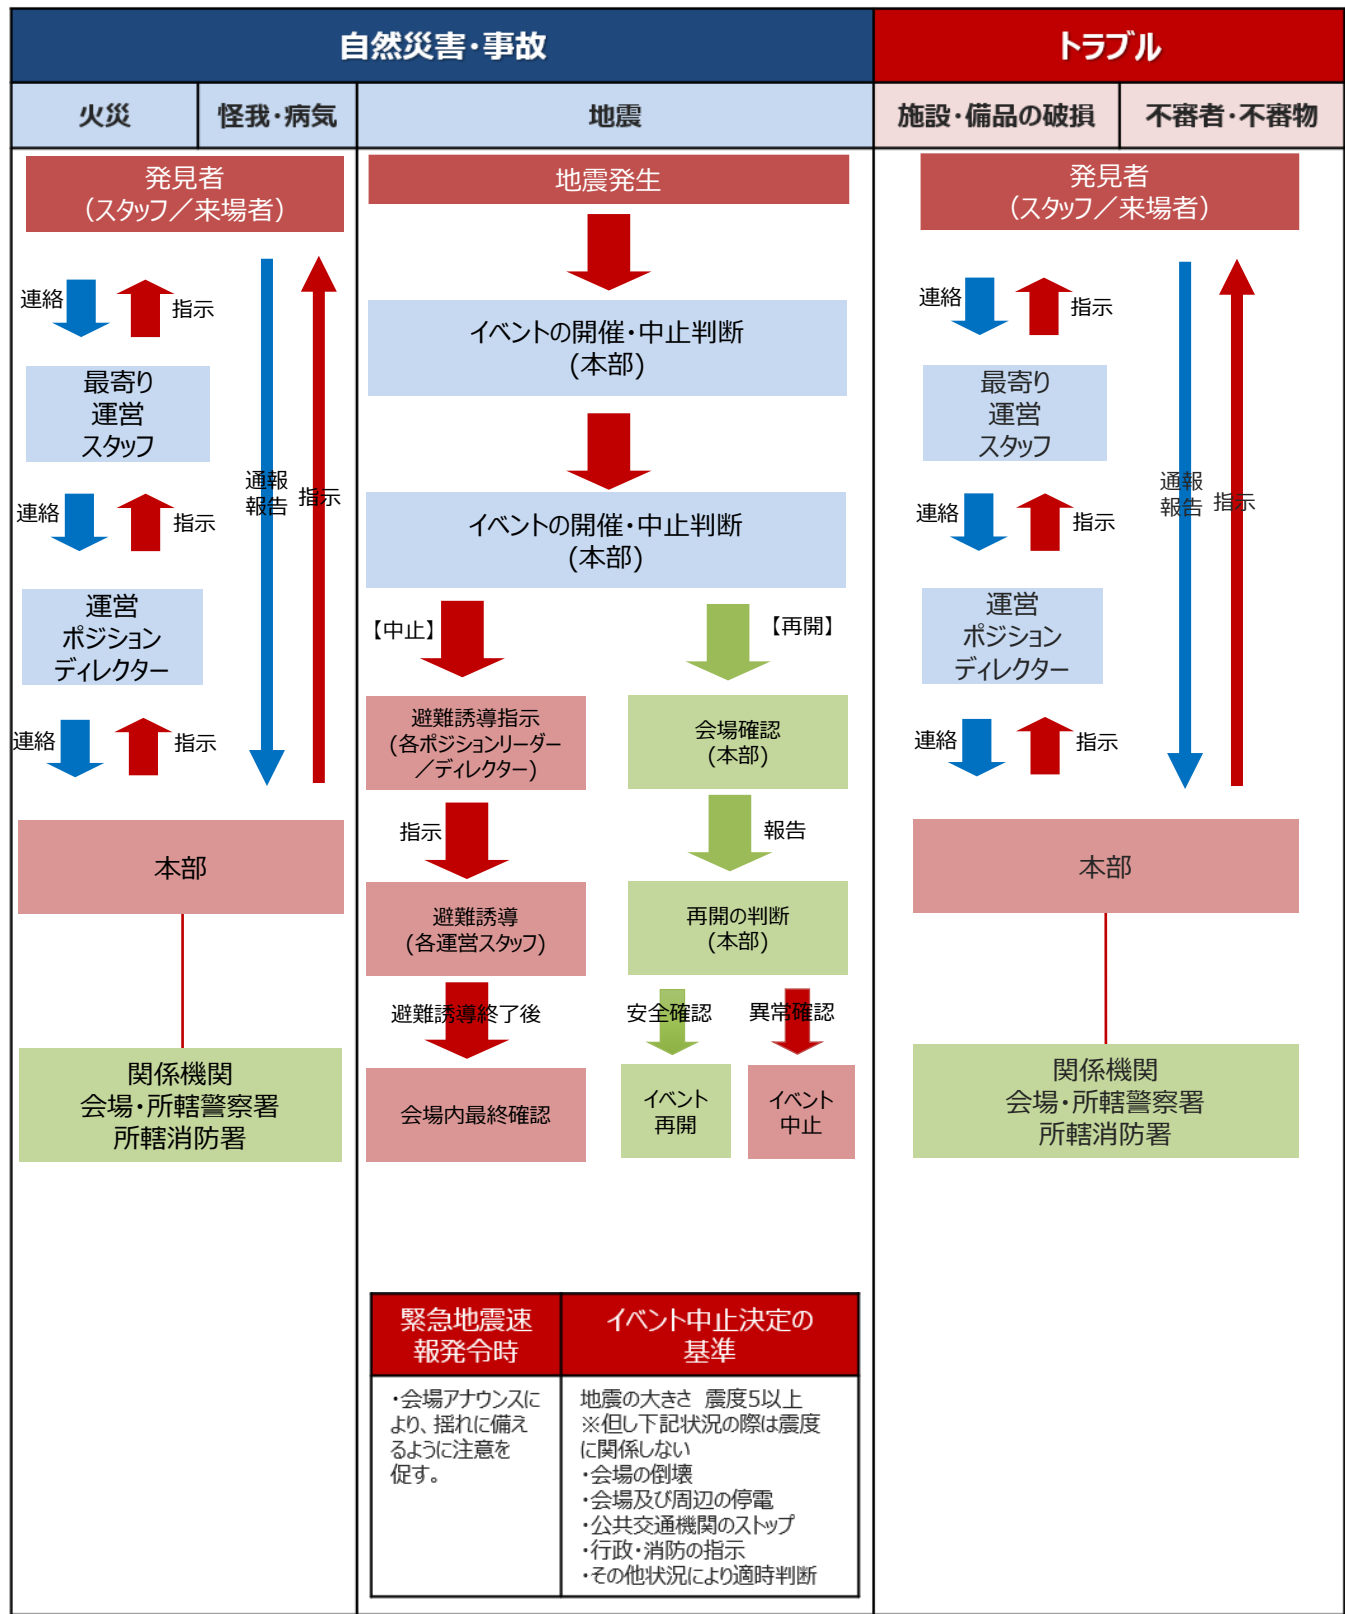 自然災害・事故
トラブル
火災
怪我・病気
地震
施設・備品の破損
不審者・不審物
発見者
（スタッフ／来場者）
連絡
指示
最寄り
運営
スタッフ
通報
報告
指示
連絡
指示
運営
ポジション
ディレクター
連絡
指示
本部
関係機関
会場・所轄警察署
所轄消防署
地震発生
イベントの開催・中止判断
(本部)
イベントの開催・中止判断
(本部)
【中止】
【再開】
避難誘導指示
(各ポジションリーダー
／ディレクター)
会場確認
(本部)
指示
報告
避難誘導
(各運営スタッフ)
再開の判断
(本部)
避難誘導終了後
安全確認
異常確認
会場内最終確認
イベント
再開
イベント
中止
緊急地震速
報発令時
イベント中止決定の
基準
・会場アナウンスに
より、揺れに備え
るように注意を
促す。
地震の大きさ 震度5以上
※但し下記状況の際は震度
に関係しない
・会場の倒壊
・会場及び周辺の停電
・公共交通機関のストップ
・行政・消防の指示
・その他状況により適時判断
発見者
（スタッフ／来場者）
連絡
指示
最寄り
運営
スタッフ
通報
報告
指示
連絡
指示
運営
ポジション
ディレクター
連絡
指示
本部
関係機関
会場・所轄警察署
所轄消防署